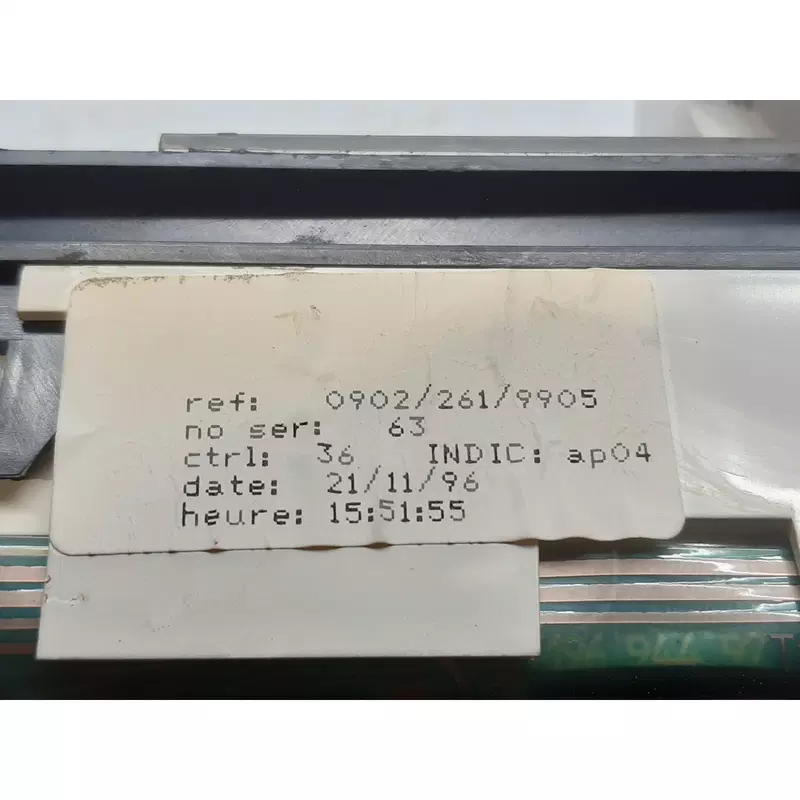 ref: 0902/261/9905
no ser: 63
ctrl: 36 INDIC: ap04
date: 21/11/96
heure: 15:51:55